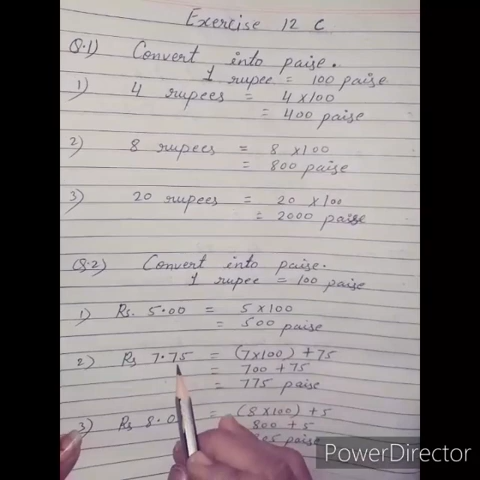 Exercise 12 C
Q.1) Convert into paise.
1 rupee = 100 paise
1) 4 rupees = 4 x 100
= 400 paise
2) 8 rupees = 8 x 100
= 800 paise
3) 20 rupees = 20 x 100
= 2000 paise
Q.2) Convert into paise.
1 rupee = 100 paise
1) Rs. 5.00 = 5 x 100
= 500 paise
2) Rs 7.75 = (7x100) + 75
= 700 + 75
= 775 paise
3) Rs 8.0 = (8 x 100) + 5
800 + 5
paise
PowerDirector